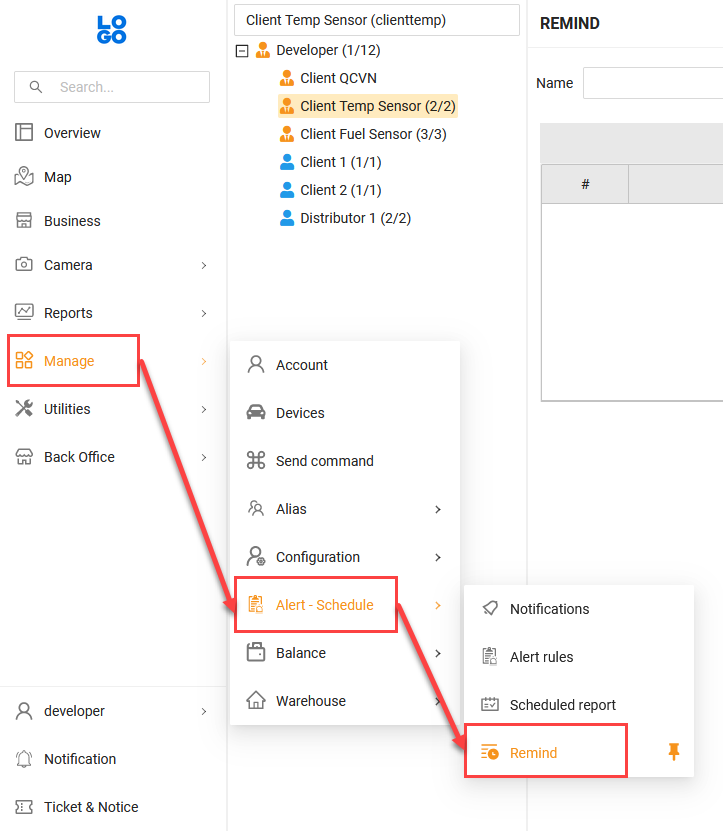 LO
GO
Search...
Overview
Map
Business
Camera
Reports
Manage
Utilities
Back Office
developer
Notification
Ticket & Notice
Client Temp Sensor (clienttemp)
Developer (1/12)
Client QCVN
Client Temp Sensor (2/2)
Client Fuel Sensor (3/3)
Client 1 (1/1)
Client 2 (1/1)
Distributor 1 (2/2)
Account
Devices
Send command
Alias
Configuration
Alert - Schedule
Balance
Warehouse
Notifications
Alert rules
Scheduled report
Remind
REMIND
Name
#